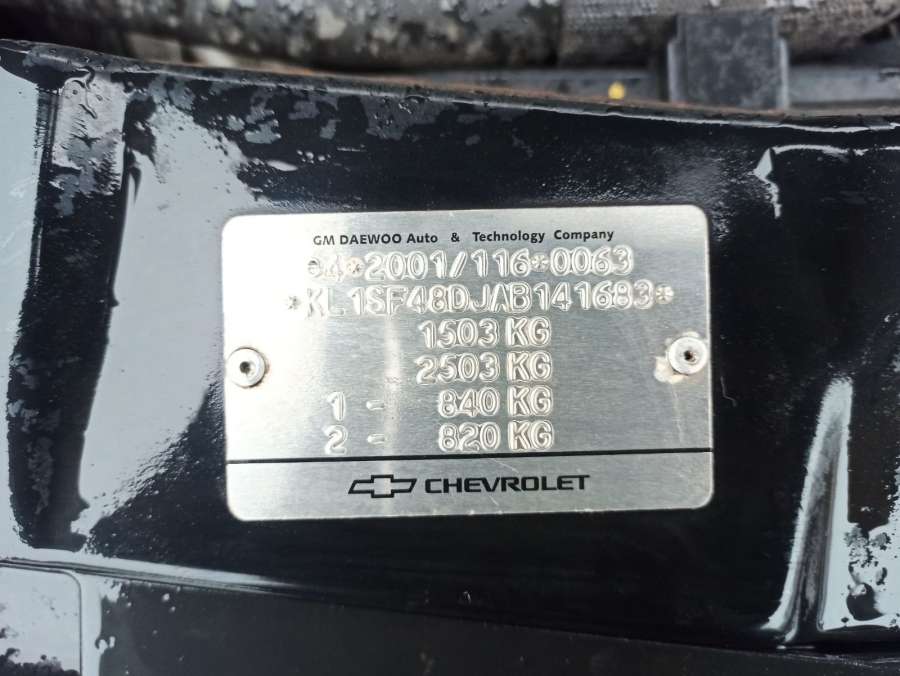 GM DAEWOO Auto & Technology Company
e4*2001/116*0063
*KL1SF48DJAB141683*
1503 KG
2503 KG
1 - 840 KG
2 - 820 KG
CHEVROLET